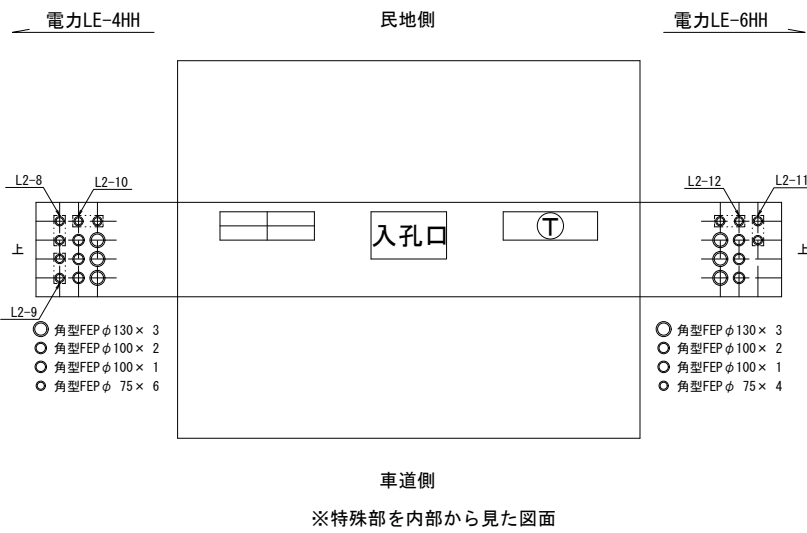 電力LE-4HH
民地側
電力LE-6HH
L2-8
L2-10
L2-12
L2-11
入孔口
T
上
上
L2-9
角型FEPφ130× 3
角型FEPφ100× 2
角型FEPφ100× 1
角型FEPφ 75× 6
角型FEPφ130× 3
角型FEPφ100× 2
角型FEPφ100× 1
角型FEPφ 75× 4
車道側
※特殊部を内部から見た図面